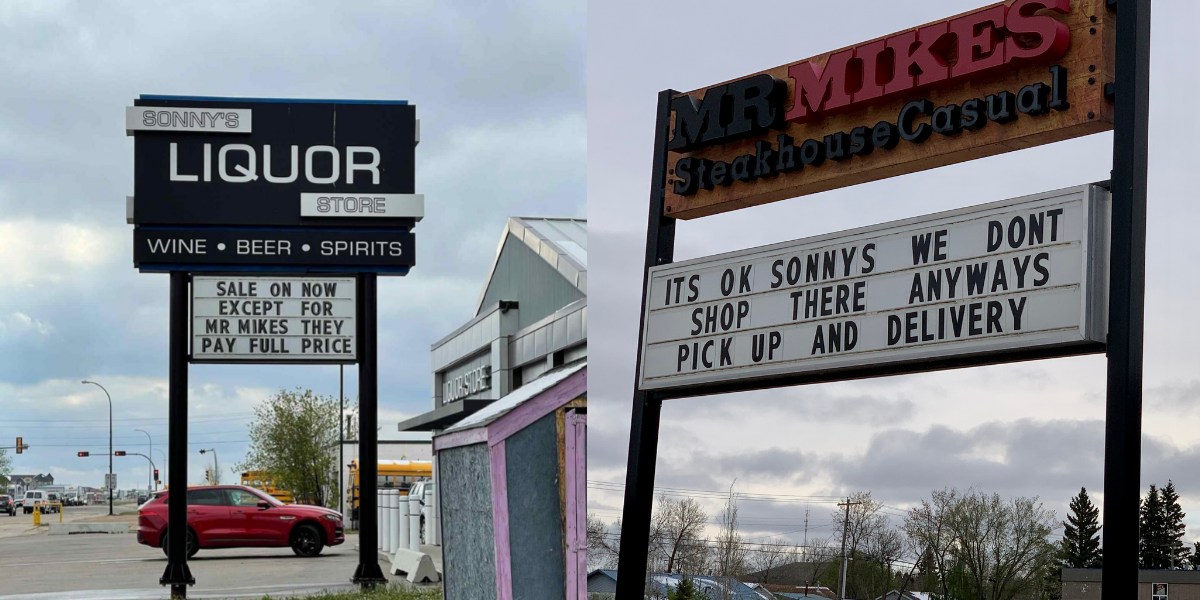 SONNY'S
LIQUOR
STORE
WINE • BEER • SPIRITS
SALE ON NOW
EXCEPT FOR
MR MIKES THEY
PAY FULL PRICE
LIQUOR STORE
MR MIKES
SteakhouseCasual
ITS OK SONNYS WE DONT
SHOP THERE ANYWAYS
PICK UP AND DELIVERY